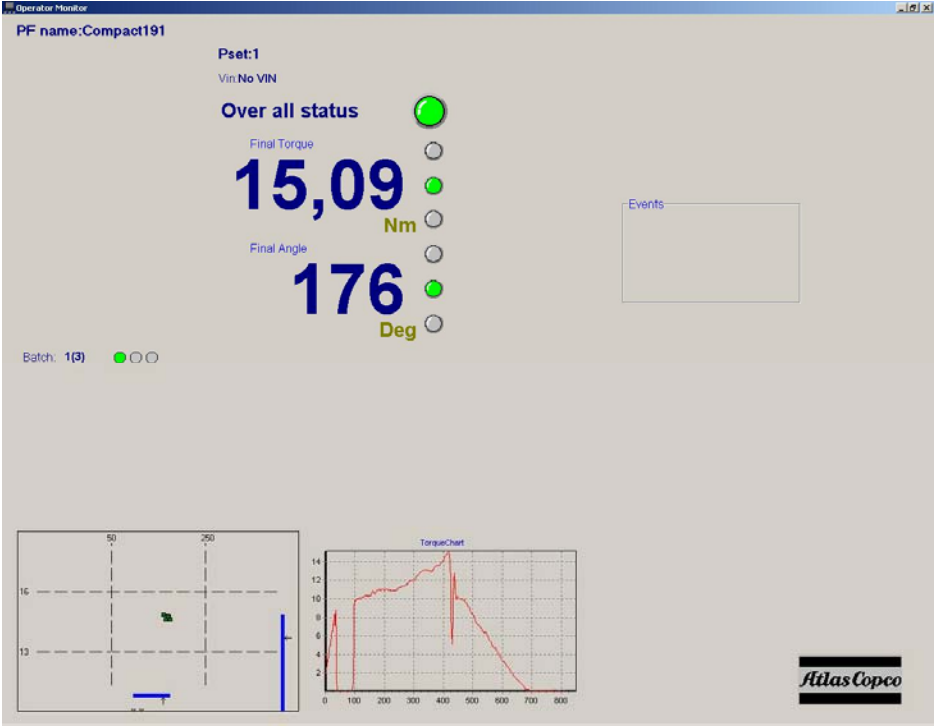 Operator Monitor
PF name:Compact191
Pset:1
Vin:No VIN
Over all status
Final Torque
15,09
Nm
Events
Final Angle
176
Deg
Batch: 1(3)
50 250
16
13
TorqueChart
14
12
10
8
6
4
2
0 100 200 300 400 500 600 700 800
Atlas Copco